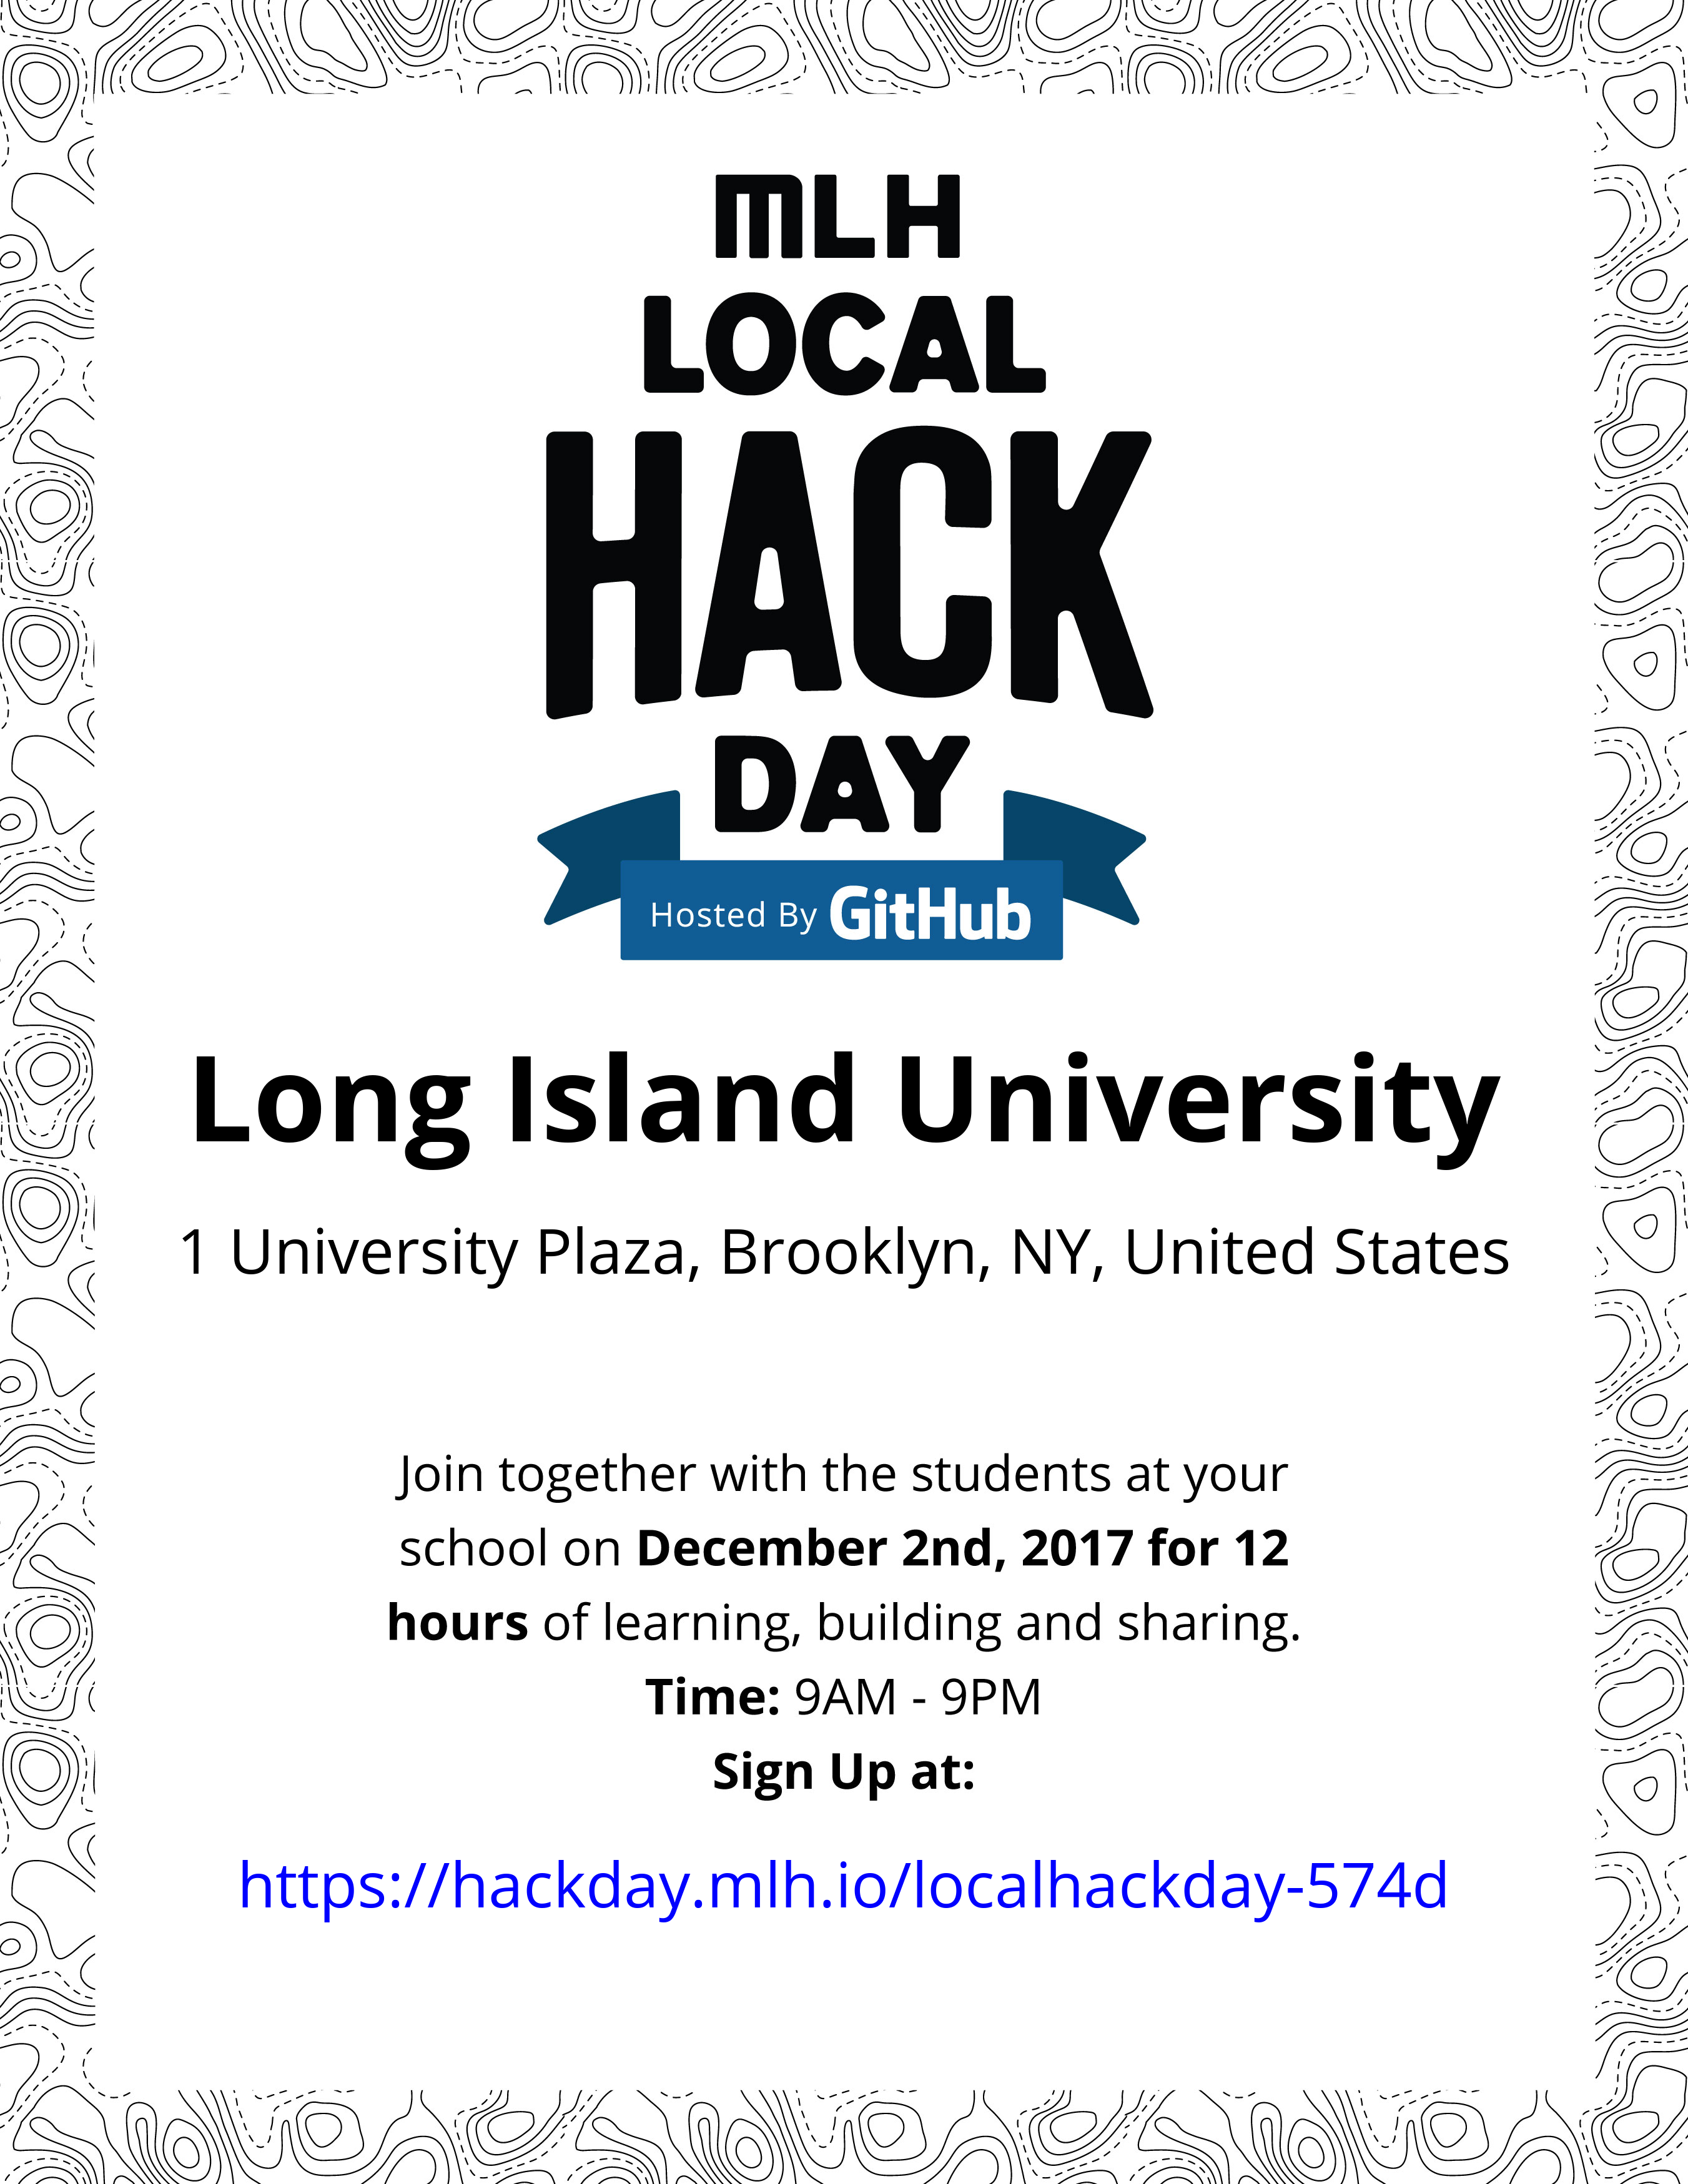 MLH
LOCAL
HACK
DAY
Hosted By GitHub
Long Island University
1 University Plaza, Brooklyn, NY, United States
Join together with the students at your
school on December 2nd, 2017 for 12
hours of learning, building and sharing.
Time: 9AM - 9PM
Sign Up at:
https://hackday.mlh.io/localhackday-574d